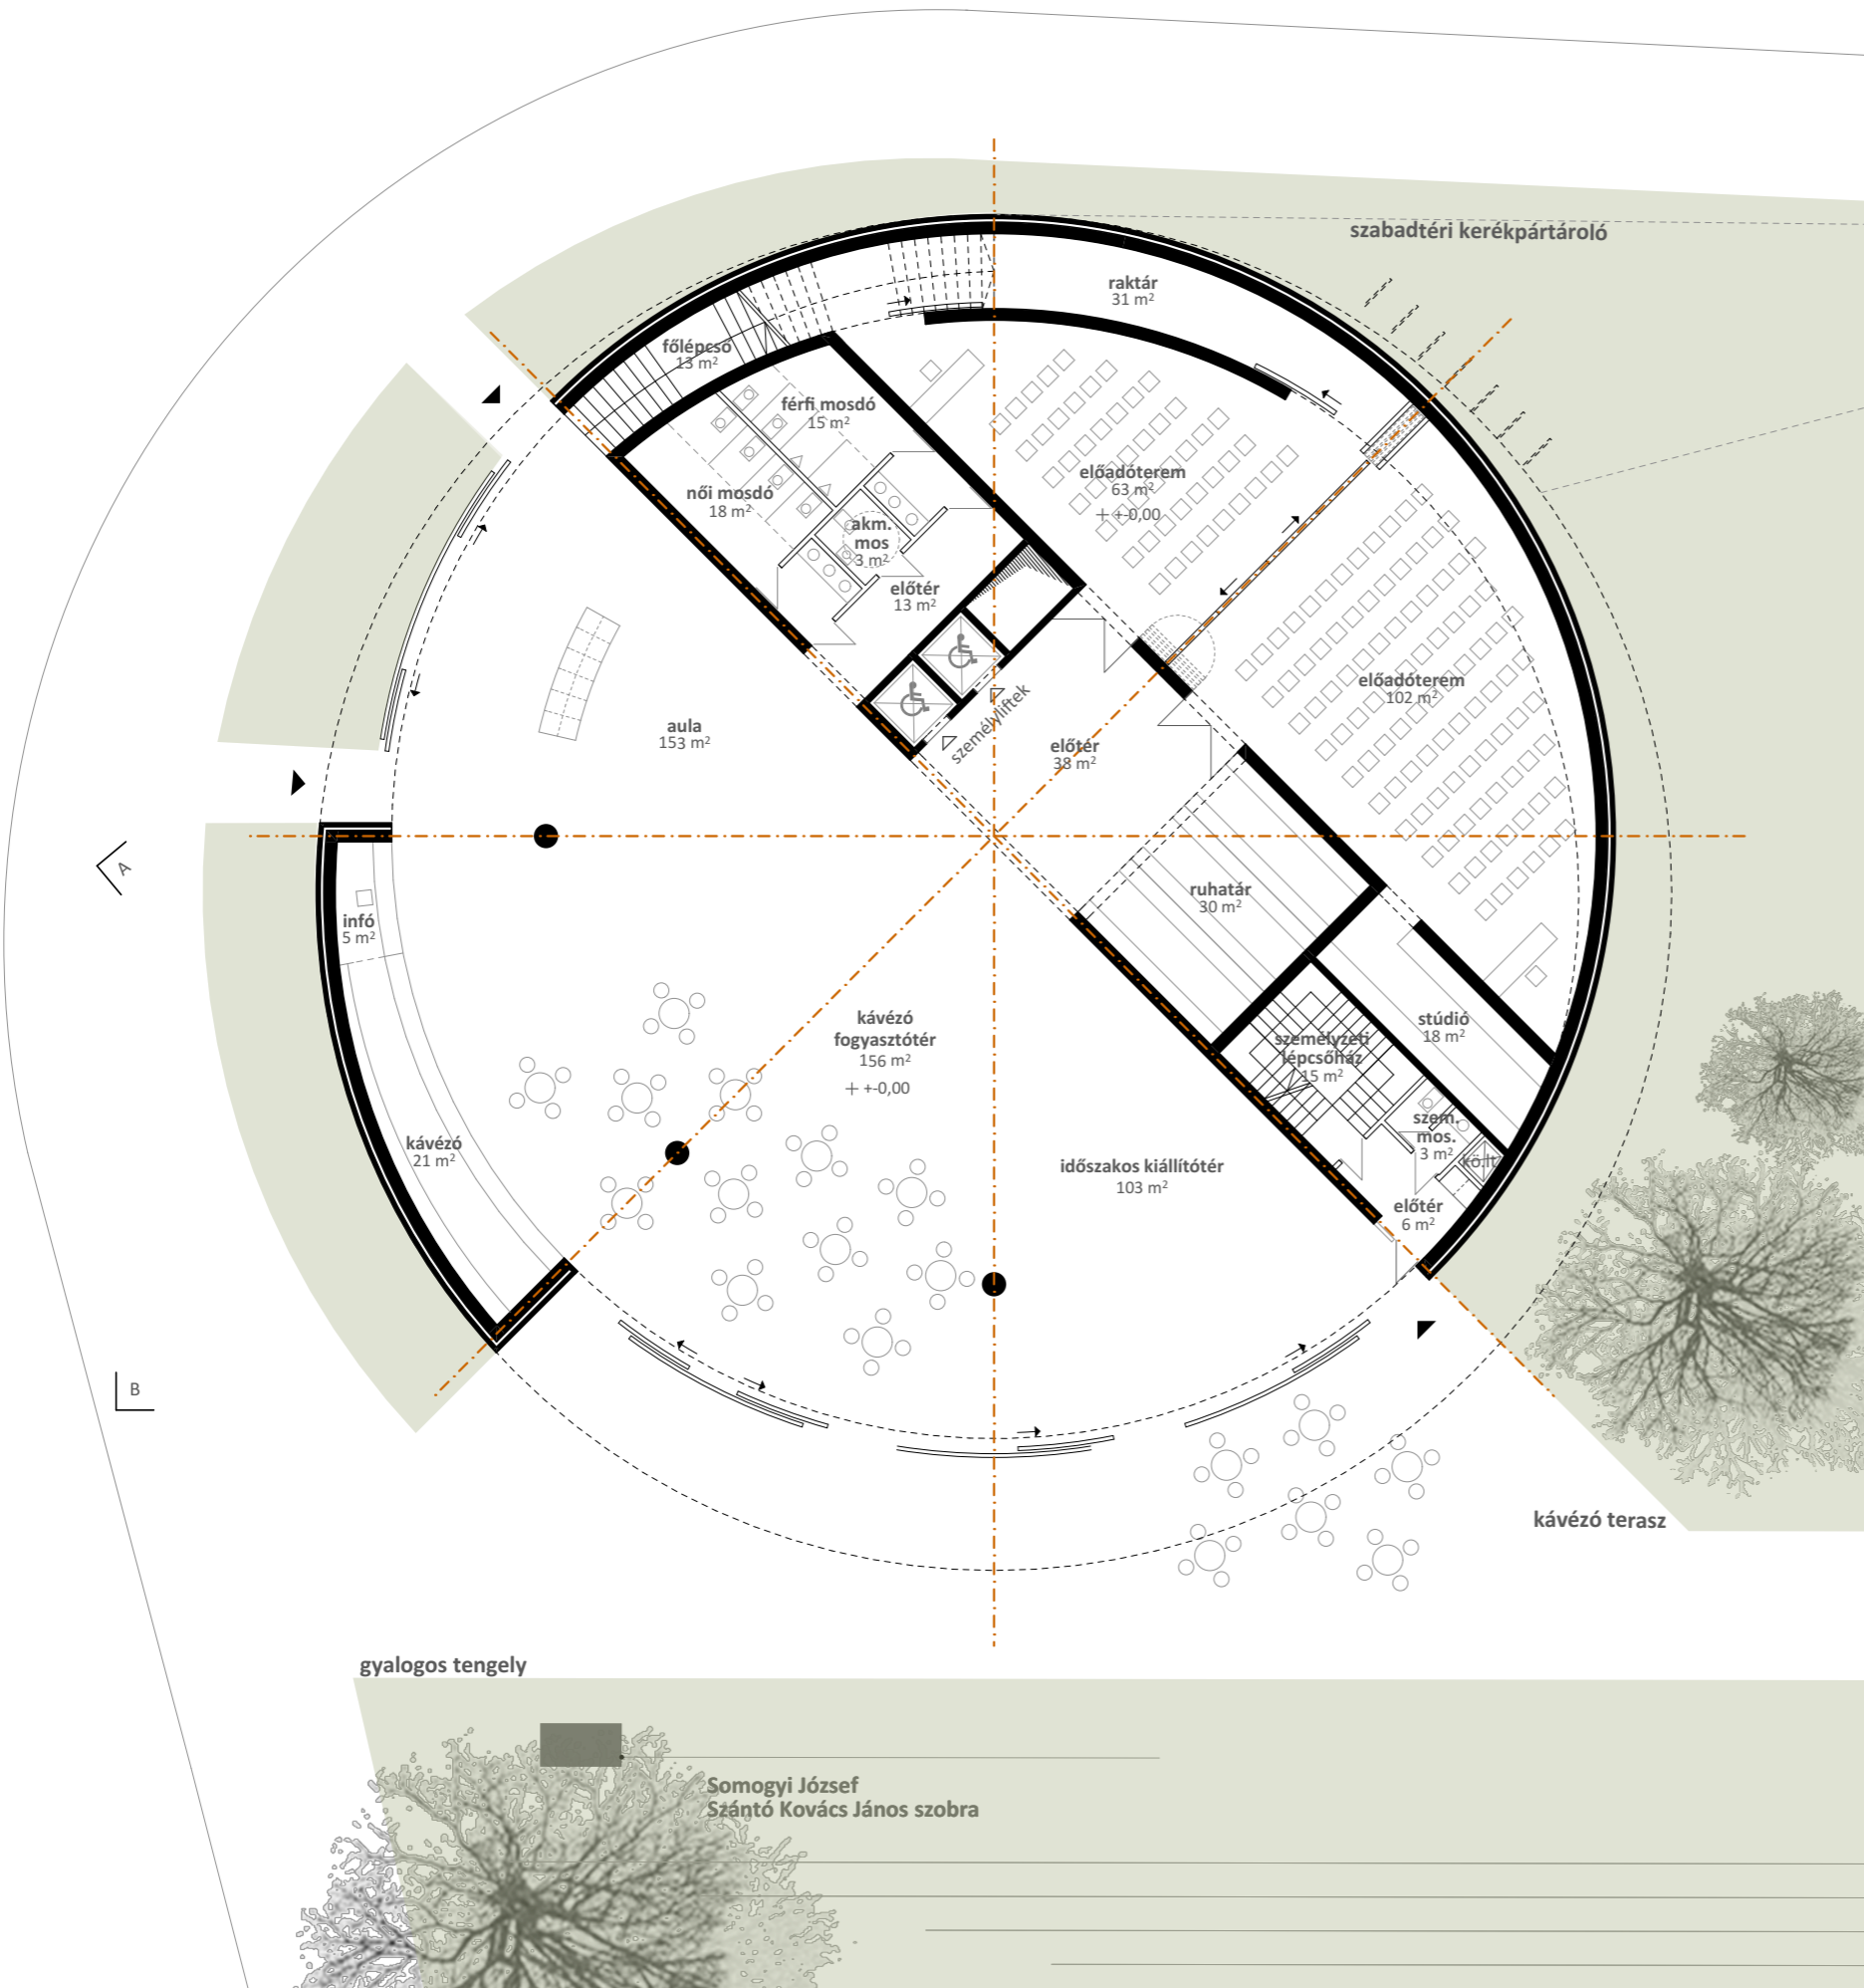 szabadtéri kerékpártároló
raktár
31 m²
főlépcső
13 m²
férfi mosdó
15 m²
női mosdó
18 m²
akm.
mos
3 m²
előtér
13 m²
előadóterem
63 m²
+-0,00
előadóterem
102 m²
személyliftek
aula
153 m²
előtér
38 m²
A
infó
5 m²
ruhatár
30 m²
kávézó
fogyasztótér
156 m²
+-0,00
stúdió
18 m²
személyzeti
lépcsőház
15 m²
szem.
mos.
3 m²
kö.lt
kávézó
21 m²
időszakos kiállítótér
103 m²
előtér
6 m²
B
kávézó terasz
gyalogos tengely
Somogyi József
Szántó Kovács János szobra